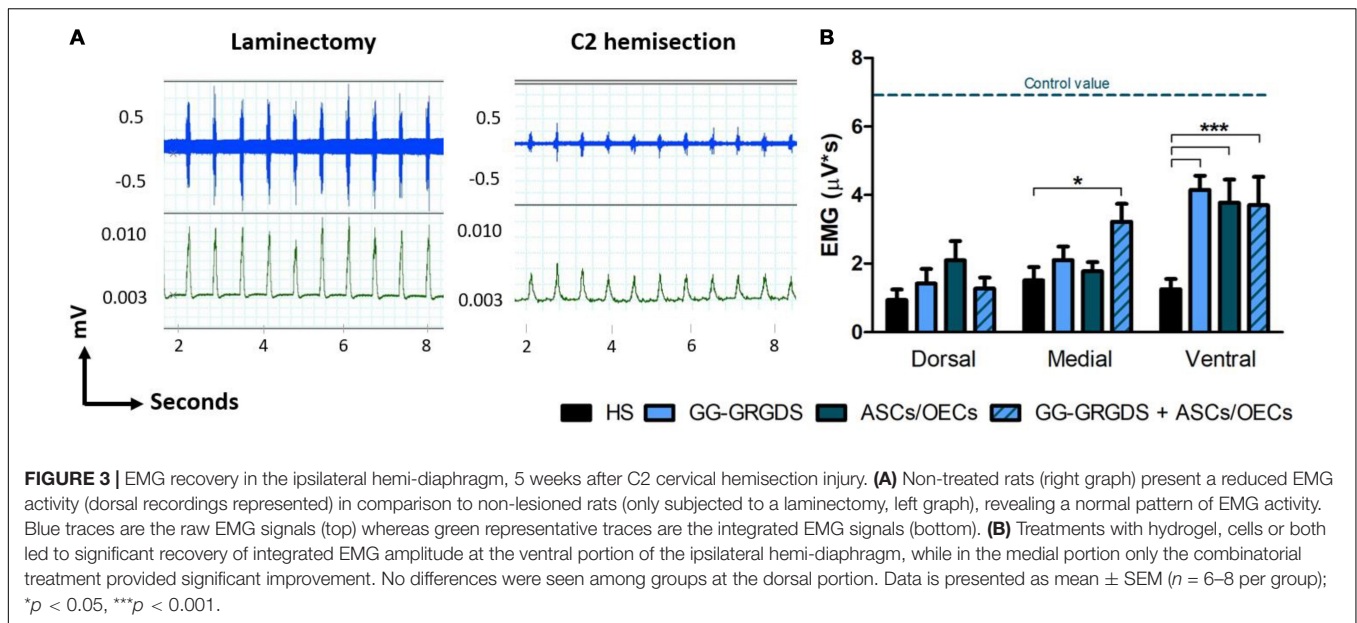 A
Laminectomy
C2 hemisection
0.5
-0.5
0.010
0.003
2 4 6 8
0.5
-0.5
0.010
0.003
2 4 6 8
mV
Seconds
B
8
6
4
2
0
EMG (µV*s)
Control value
*
***
Dorsal Medial Ventral
HS GG-GRGDS ASCs/OECs GG-GRGDS + ASCs/OECs
FIGURE 3 | EMG recovery in the ipsilateral hemi-diaphragm, 5 weeks after C2 cervical hemisection injury. (A) Non-treated rats (right graph) present a reduced EMG
activity (dorsal recordings represented) in comparison to non-lesioned rats (only subjected to a laminectomy, left graph), revealing a normal pattern of EMG activity.
Blue traces are the raw EMG signals (top) whereas green representative traces are the integrated EMG signals (bottom). (B) Treatments with hydrogel, cells or both
led to significant recovery of integrated EMG amplitude at the ventral portion of the ipsilateral hemi-diaphragm, while in the medial portion only the combinatorial
treatment provided significant improvement. No differences were seen among groups at the dorsal portion. Data is presented as mean ± SEM (n = 6–8 per group);
*p < 0.05, ***p < 0.001.